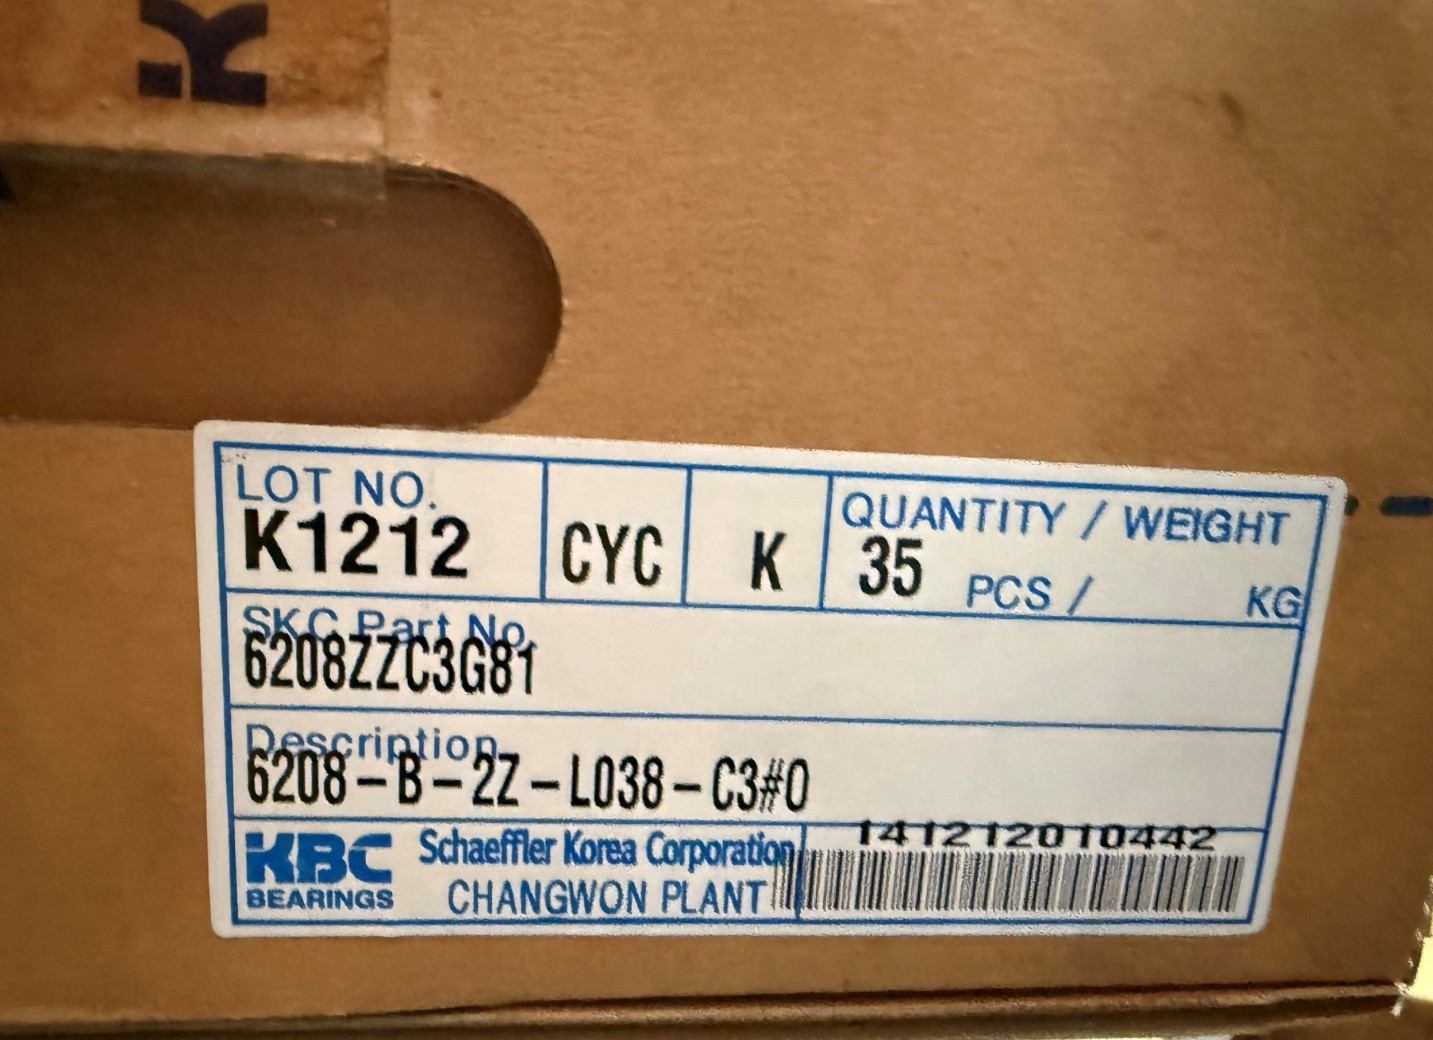 K
LOT NO.
K1212
CYC
K
QUANTITY / WEIGHT
35 PCS / KG
SKC Part No.
6208ZZC3G81
Description
6208-B-2Z-L038-C3#0
KBC
BEARINGS
Schaeffler Korea Corporation
CHANGWON PLANT
141212010442